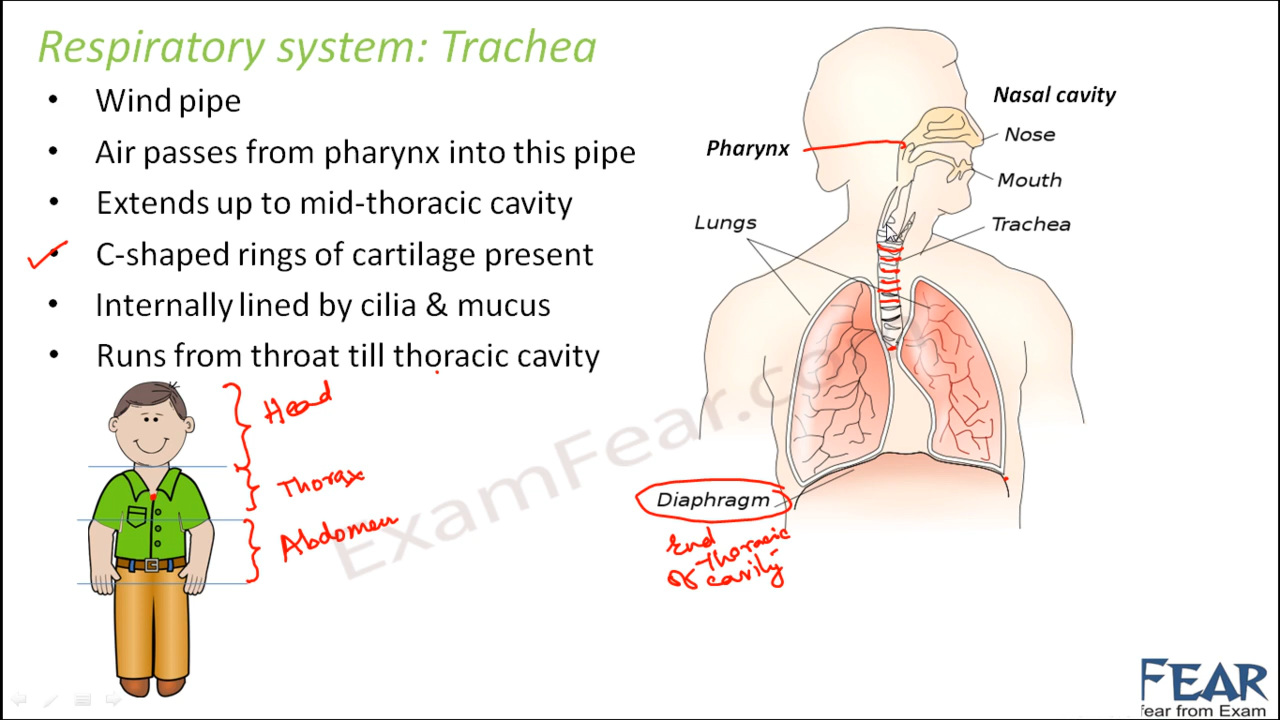 Respiratory system: Trachea
• Wind pipe
• Air passes from pharynx into this pipe
• Extends up to mid-thoracic cavity
• C-shaped rings of cartilage present
• Internally lined by cilia & mucus
• Runs from throat till thoracic cavity
Head
Thorax
Abdomen
Nasal cavity
Nose
Pharynx
Mouth
Lungs
Trachea
Diaphragm
End
of thoracic
cavity
ExamFear.com
FEAR
fear from Exam